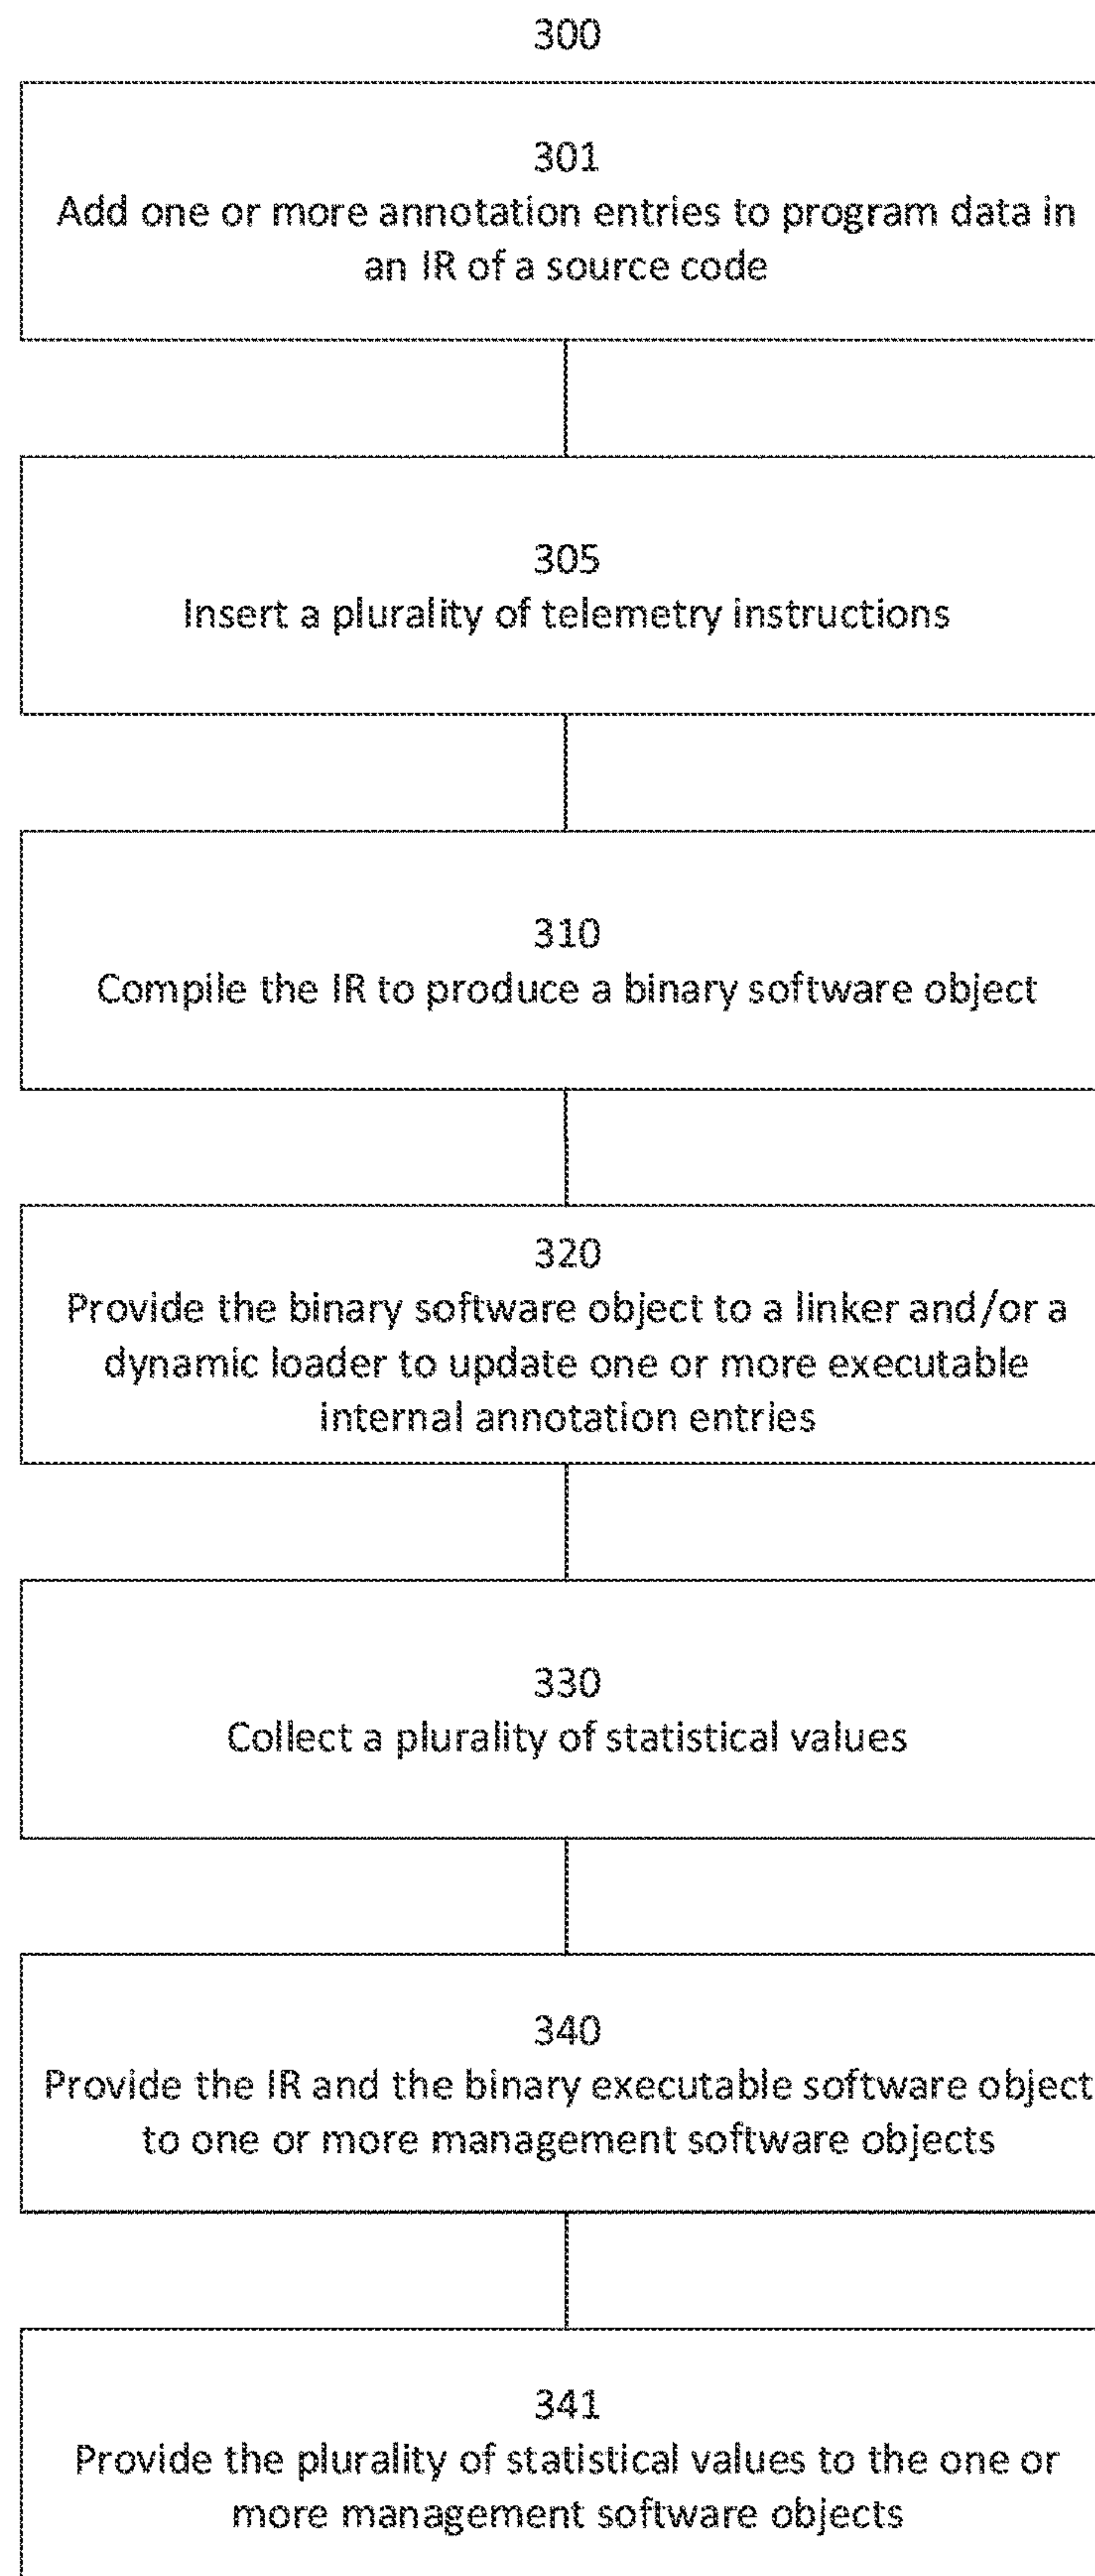 300
301
Add one or more annotation entries to program data in
an IR of a source code
305
Insert a plurality of telemetry instructions
310
Compile the IR to produce a binary software object
320
Provide the binary software object to a linker and/or a
dynamic loader to update one or more executable
internal annotation entries
330
Collect a plurality of statistical values
340
Provide the IR and the binary executable software object
to one or more management software objects
341
Provide the plurality of statistical values to the one or
more management software objects